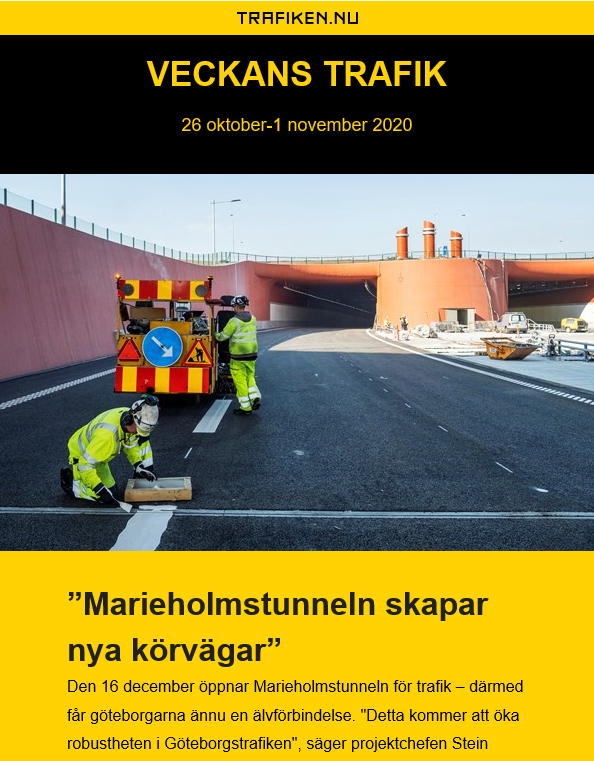 TRAFIKEN.NU
VECKANS TRAFIK
26 oktober-1 november 2020
”Marieholmstunneln skapar
nya körvägar”
Den 16 december öppnar Marieholmstunneln för trafik – därmed
får göteborgarna ännu en älvförbindelse. "Detta kommer att öka
robustheten i Göteborgstrafiken", säger projektchefen Stein